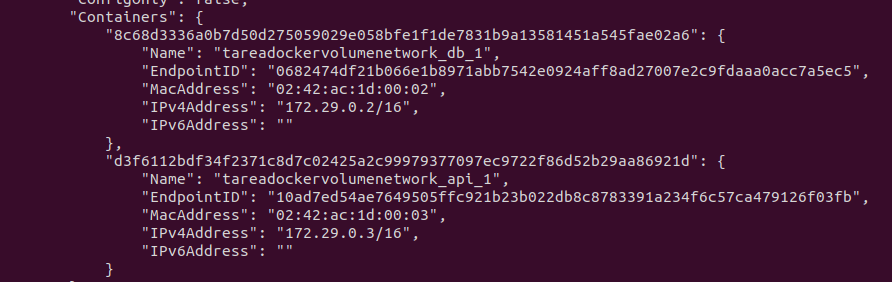 "ConfigOnly": false,
"Containers": {
"8c68d3336a0b7d50d275059029e058bfe1f1de7831b9a13581451a545fae02a6": {
"Name": "tareadockervolumenetwork_db_1",
"EndpointID": "0682474df21b066e1b8971abb7542e0924aff8ad27007e2c9fdaaa0acc7a5ec5",
"MacAddress": "02:42:ac:1d:00:02",
"IPv4Address": "172.29.0.2/16",
"IPv6Address": ""
},
"d3f6112bdf34f2371c8d7c02425a2c99979377097ec9722f86d52b29aa86921d": {
"Name": "tareadockervolumenetwork_api_1",
"EndpointID": "10ad7ed54ae7649505ffc921b23b022db8c8783391a234f6c57ca479126f03fb",
"MacAddress": "02:42:ac:1d:00:03",
"IPv4Address": "172.29.0.3/16",
"IPv6Address": ""
}